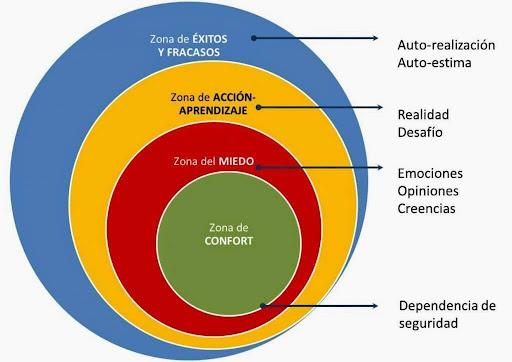 Zona de ÉXITOS
Y FRACASOS
Auto-realización
Auto-estima
Zona de ACCIÓN-
APRENDIZAJE
Realidad
Desafío
Zona del MIEDO
Emociones
Opiniones
Creencias
Zona de
CONFORT
Dependencia de
seguridad